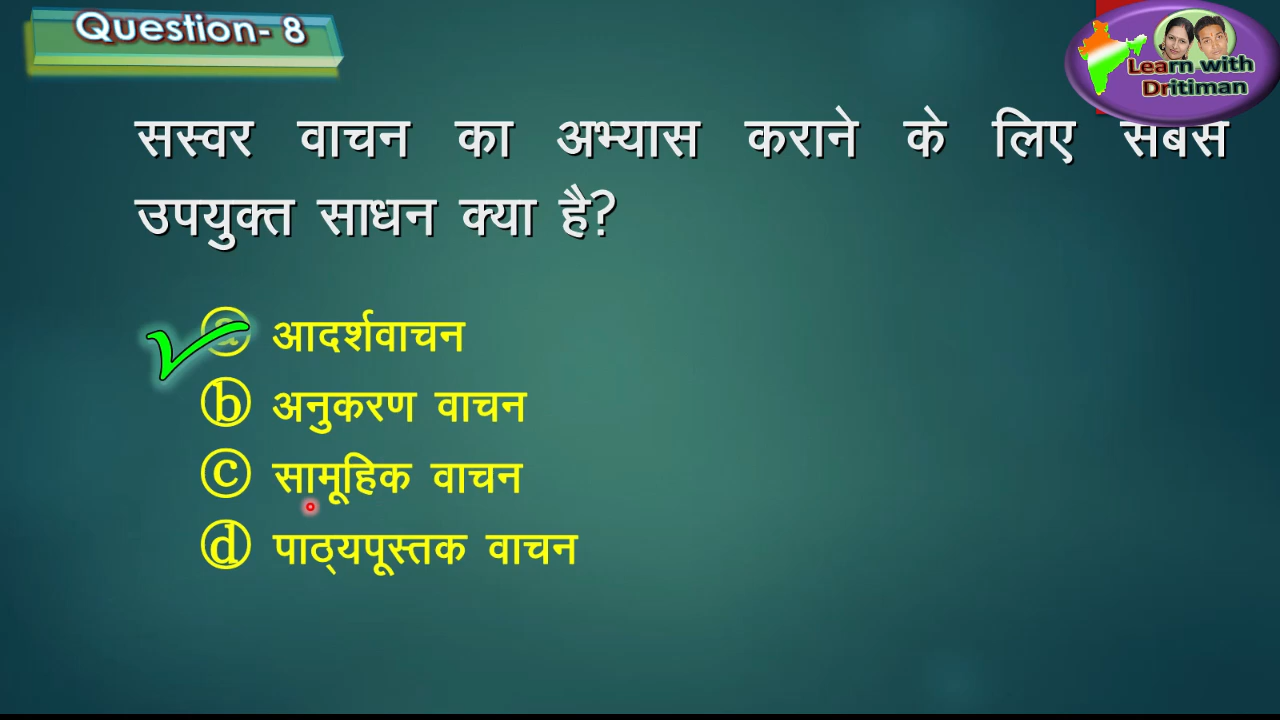 Question- 8
Learn with
Dritiman
सस्वर वाचन का अभ्यास कराने के लिए सबसे
उपयुक्त साधन क्या है?
ⓐ आदर्शवाचन
ⓑ अनुकरण वाचन
ⓒ सामूहिक वाचन
ⓓ पाठ्यपूस्तक वाचन